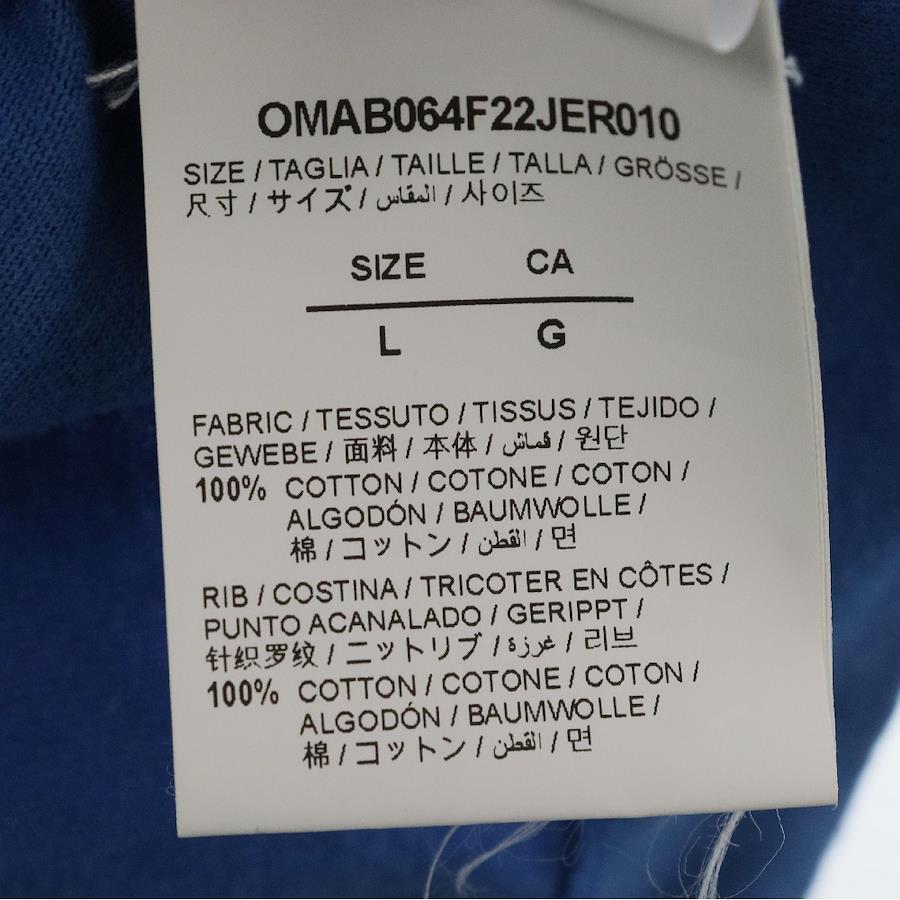 OMAB064F22JER010
SIZE / TAGLIA / TAILLE / TALLA / GRÖSSE /
尺寸 / サイズ / المقاس / 사이즈
SIZE CA
L G
FABRIC / TESSUTO / TISSUS / TEJIDO /
GEWEBE / 面料 / 本体 / قماش / 원단
100% COTTON / COTONE / COTON /
ALGODÓN / BAUMWOLLE /
棉 / コットン / القطن / 면
RIB / COSTINA / TRICOTER EN CÔTES /
PUNTO ACANALADO / GERIPPT /
针织罗纹 / ニットリブ / غرزة / 리브
100% COTTON / COTONE / COTON /
ALGODÓN / BAUMWOLLE /
棉 / コットン / القطن / 면